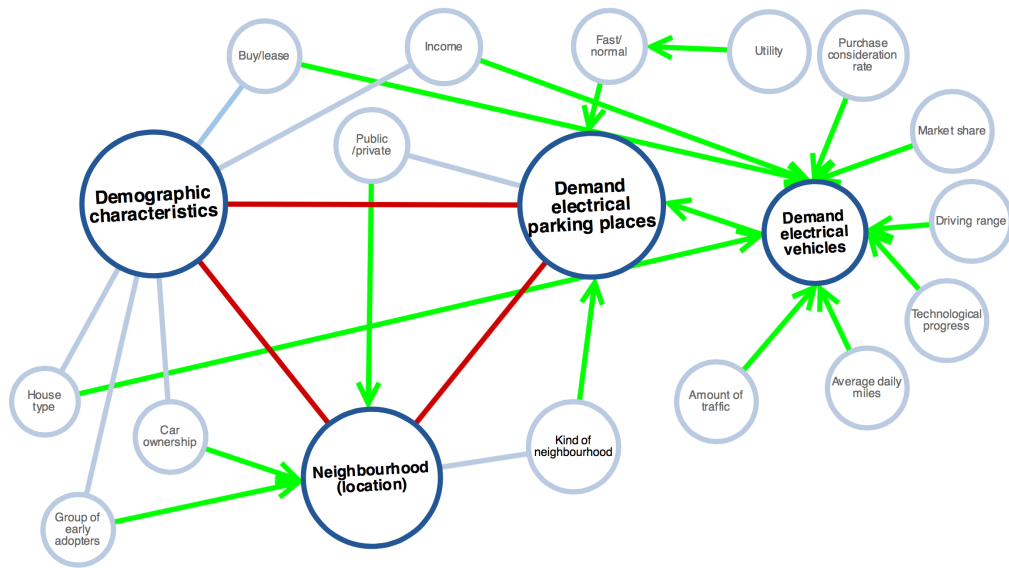 Buy/lease
Income
Fast/
normal
Utility
Purchase
consideration
rate
Public
/private
Market share
Demographic
characteristics
Demand
electrical
parking places
Demand
electrical
vehicles
Driving range
Technological
progress
House
type
Amount of
traffic
Average daily
miles
Car
ownership
Kind of
neighbourhood
Neighbourhood
(location)
Group of
early
adopters